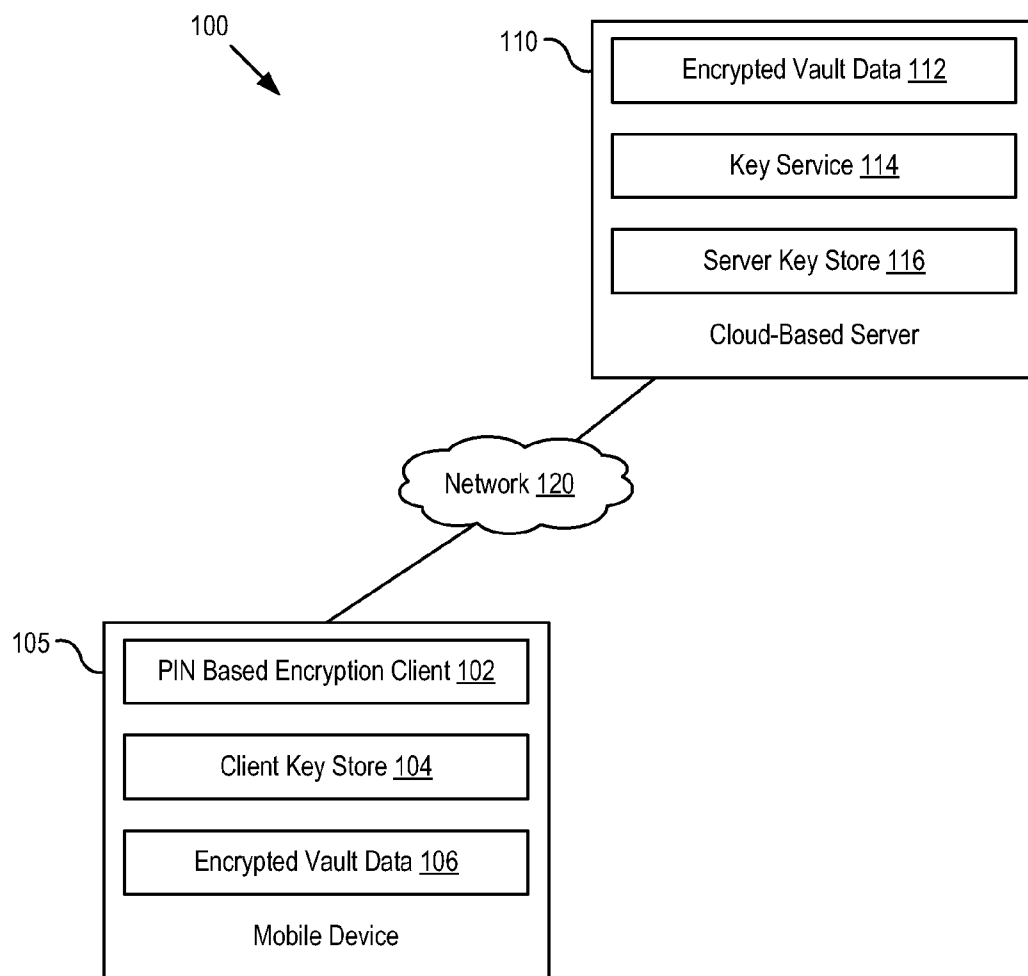 100
110
Encrypted Vault Data 112
Key Service 114
Server Key Store 116
Cloud-Based Server
Network 120
105
PIN Based Encryption Client 102
Client Key Store 104
Encrypted Vault Data 106
Mobile Device